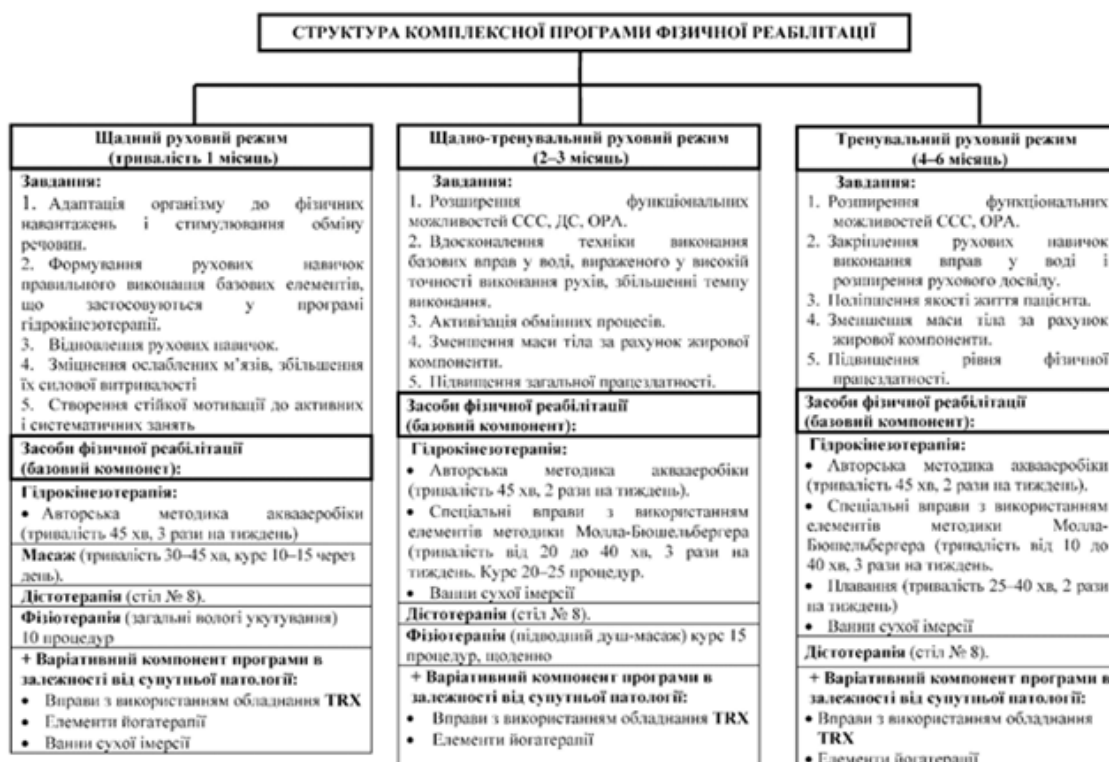 СТРУКТУРА КОМПЛЕКСНОЇ ПРОГРАМИ ФІЗИЧНОЇ РЕАБІЛІТАЦІЇ
Щадний руховий режим
(тривалість 1 місяць)
Завдання:
1. Адаптація організму до фізичних
навантажень і стимулювання обміну
речовин.
2. Формування рухових навичок
правильного виконання базових елементів,
що застосовуються у програмі
гідрокінезотерапії.
3. Відновлення рухових навичок.
4. Зміцнення ослаблених м’язів, збільшення
їх силової витривалості
5. Створення стійкої мотивації до активних
і систематичних занять
Засоби фізичної реабілітації
(базовий компонет):
Гідрокінезотерапія:
• Авторська методика аквааеробіки
(тривалість 45 хв, 3 рази на тиждень)
Масаж (тривалість 30–45 хв, курс 10–15 через
день).
Дієтотерапія (стіл № 8).
Фізіотерапія (загальні вологі укутування)
10 процедур
+ Варіативний компонент програми в
залежності від супутньої патології:
• Вправи з використанням обладнання TRX
• Елементи йогатерапії
• Ванни сухої імерсії
Щадно-тренувальний руховий режим
(2–3 місяць)
Завдання:
1. Розширення функціональних
можливостей ССС, ДС, ОРА.
2. Вдосконалення техніки виконання
базових вправ у воді, вираженого у високій
точності виконання рухів, збільшенні темпу
виконання.
3. Активізація обмінних процесів.
4. Зменшення маси тіла за рахунок жирової
компоненти.
5. Підвищення загальної працездатності.
Засоби фізичної реабілітації
(базовий компонент):
Гідрокінезотерапія:
• Авторська методика аквааеробіки
(тривалість 45 хв, 2 рази на тиждень).
• Спеціальні вправи з використанням
елементів методики Молла-Бюшельбергера
(тривалість від 20 до 40 хв, 3 рази на
тиждень. Курс 20–25 процедур.
• Ванни сухої імерсії
Дієтотерапія (стіл № 8).
Фізіотерапія (підводний душ-масаж) курс 15
процедур, щоденно
+ Варіативний компонент програми в
залежності від супутньої патології:
• Вправи з використанням обладнання TRX
• Елементи йогатерапії
Тренувальний руховий режим
(4–6 місяць)
Завдання:
1. Розширення функціональних
можливостей ССС, ОРА.
2. Закріплення рухових навичок
виконання вправ у воді і
розширення рухового досвіду.
3. Поліпшення якості життя пацієнта.
4. Зменшення маси тіла за рахунок
жирової компоненти.
5. Підвищення рівня фізичної
працездатності.
Засоби фізичної реабілітації
(базовий компонент):
Гідрокінезотерапія:
• Авторська методика аквааеробіки
(тривалість 45 хв, 2 рази на тиждень).
• Спеціальні вправи з використанням
елементів методики Молла-
Бюшельбергера (тривалість від 10 до
40 хв, 3 рази на тиждень.
• Плавання (тривалість 25–40 хв, 2 рази
на тиждень)
• Ванни сухої імерсії
Дієтотерапія (стіл № 8).
+ Варіативний компонент програми в
залежності від супутньої патології:
• Вправи з використанням обладнання
TRX
• Елементи йогатерапії